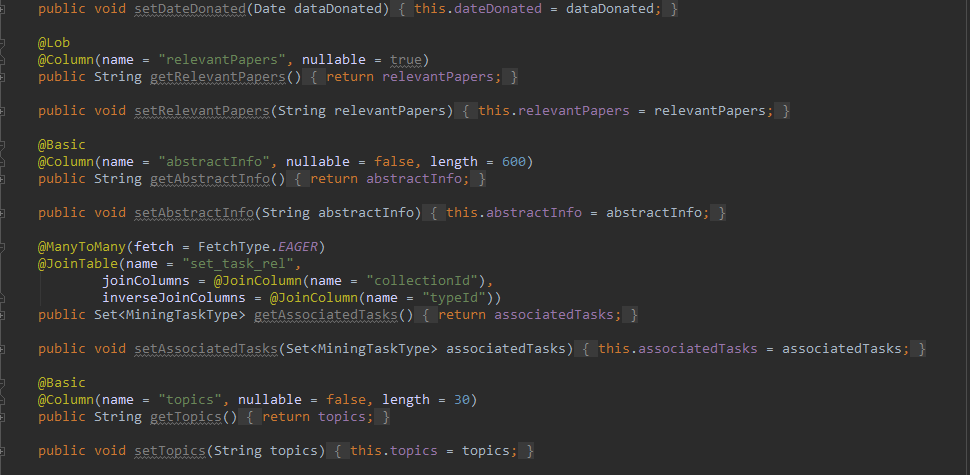 public void setDateDonated(Date dataDonated) { this.dateDonated = dataDonated; }
@Lob
@Column(name = "relevantPapers", nullable = true)
public String getRelevantPapers() { return relevantPapers; }
public void setRelevantPapers(String relevantPapers) { this.relevantPapers = relevantPapers; }
@Basic
@Column(name = "abstractInfo", nullable = false, length = 600)
public String getAbstractInfo() { return abstractInfo; }
public void setAbstractInfo(String abstractInfo) { this.abstractInfo = abstractInfo; }
@ManyToMany(fetch = FetchType.EAGER)
@JoinTable(name = "set_task_rel",
joinColumns = @JoinColumn(name = "collectionId"),
inverseJoinColumns = @JoinColumn(name = "typeId"))
public Set<MiningTaskType> getAssociatedTasks() { return associatedTasks; }
public void setAssociatedTasks(Set<MiningTaskType> associatedTasks) { this.associatedTasks = associatedTasks; }
@Basic
@Column(name = "topics", nullable = false, length = 30)
public String getTopics() { return topics; }
public void setTopics(String topics) { this.topics = topics; }